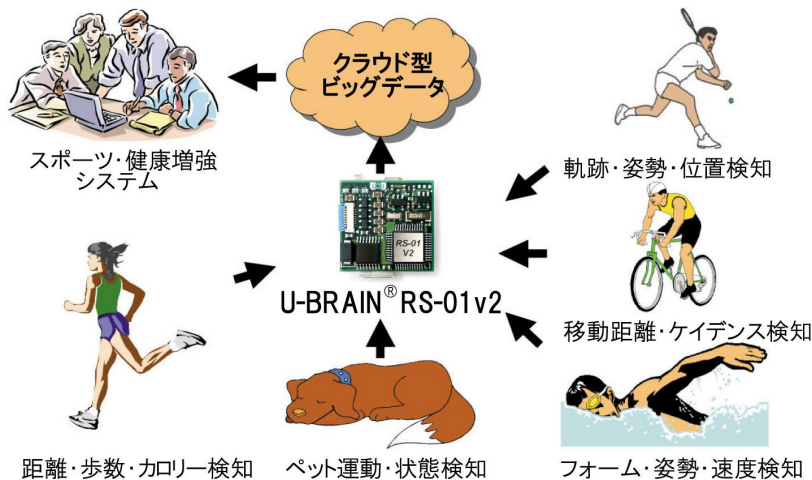 クラウド型
ビッグデータ
スポーツ・健康増強
システム
軌跡・姿勢・位置検知
RS-01
V2
U-BRAIN® RS-01v2
移動距離・ケイデンス検知
距離・歩数・カロリー検知
ペット運動・状態検知
フォーム・姿勢・速度検知